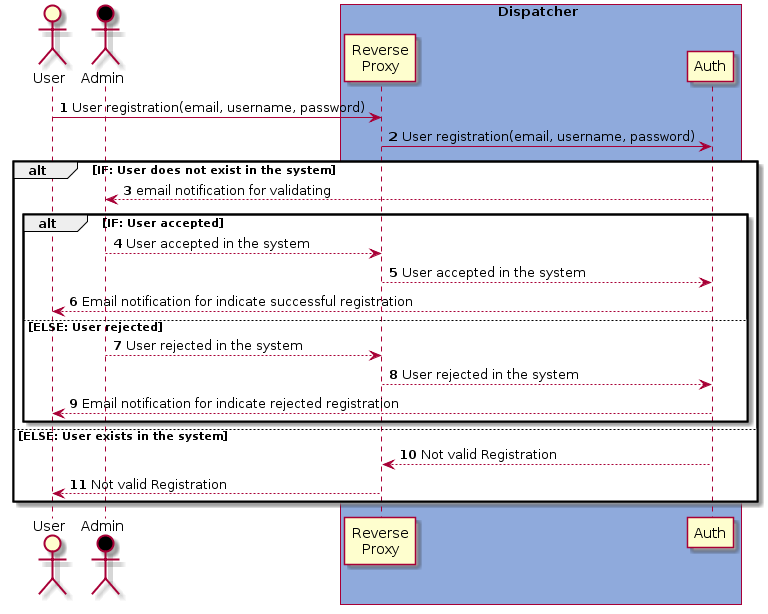 Dispatcher
User
Admin
Reverse
Proxy
Auth
1 User registration(email, username, password)
2 User registration(email, username, password)
alt [IF: User does not exist in the system]
3 email notification for validating
alt [IF: User accepted]
4 User accepted in the system
5 User accepted in the system
6 Email notification for indicate successful registration
[ELSE: User rejected]
7 User rejected in the system
8 User rejected in the system
9 Email notification for indicate rejected registration
[ELSE: User exists in the system]
10 Not valid Registration
11 Not valid Registration
User
Admin
Reverse
Proxy
Auth